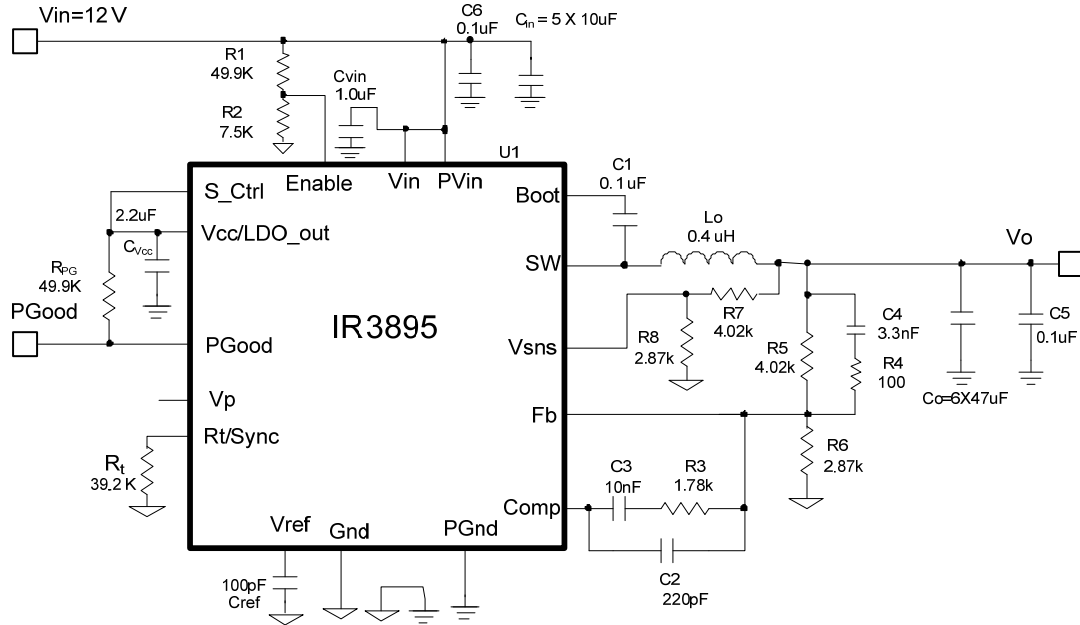 Vin=12 V
C6
0.1uF
Cin = 5 X 10uF
R1
49.9K
Cvin
1.0uF
R2
7.5K
U1
Enable
Vin
PVin
S_Ctrl
Boot
C1
0.1uF
2.2uF
Vcc/LDO_out
CVcc
Lo
0.4 uH
Vo
SW
RPG
49.9K
PGood
IR3895
R7
4.02k
C4
3.3nF
C5
0.1uF
PGood
Vsns
R8
2.87k
R5
4.02k
R4
100
Co=6X47uF
Vp
Fb
Rt/Sync
Rt
39.2 K
R6
2.87k
C3
10nF
R3
1.78k
Comp
Vref
Gnd
PGnd
100pF
Cref
C2
220pF